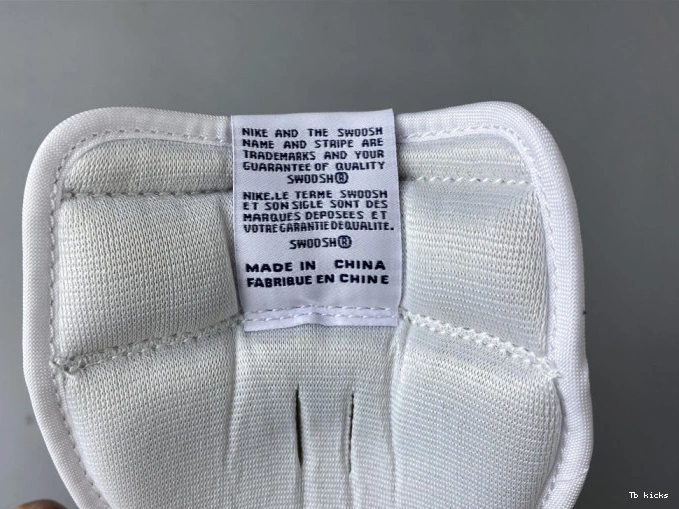 NIKE AND THE SWOOSH
NAME AND STRIPE ARE
TRADEMARKS AND YOUR
GUARANTEE OF QUALITY
SWOOSH®
NIKE.LE TERME SWOOSH
ET SON SIGLE SONT DES
MARQUES DEPOSEES ET
VOTRE GARANTIE DE QUALITE.
SWOOSH®
MADE IN CHINA
FABRIQUE EN CHINE
Tb kicks